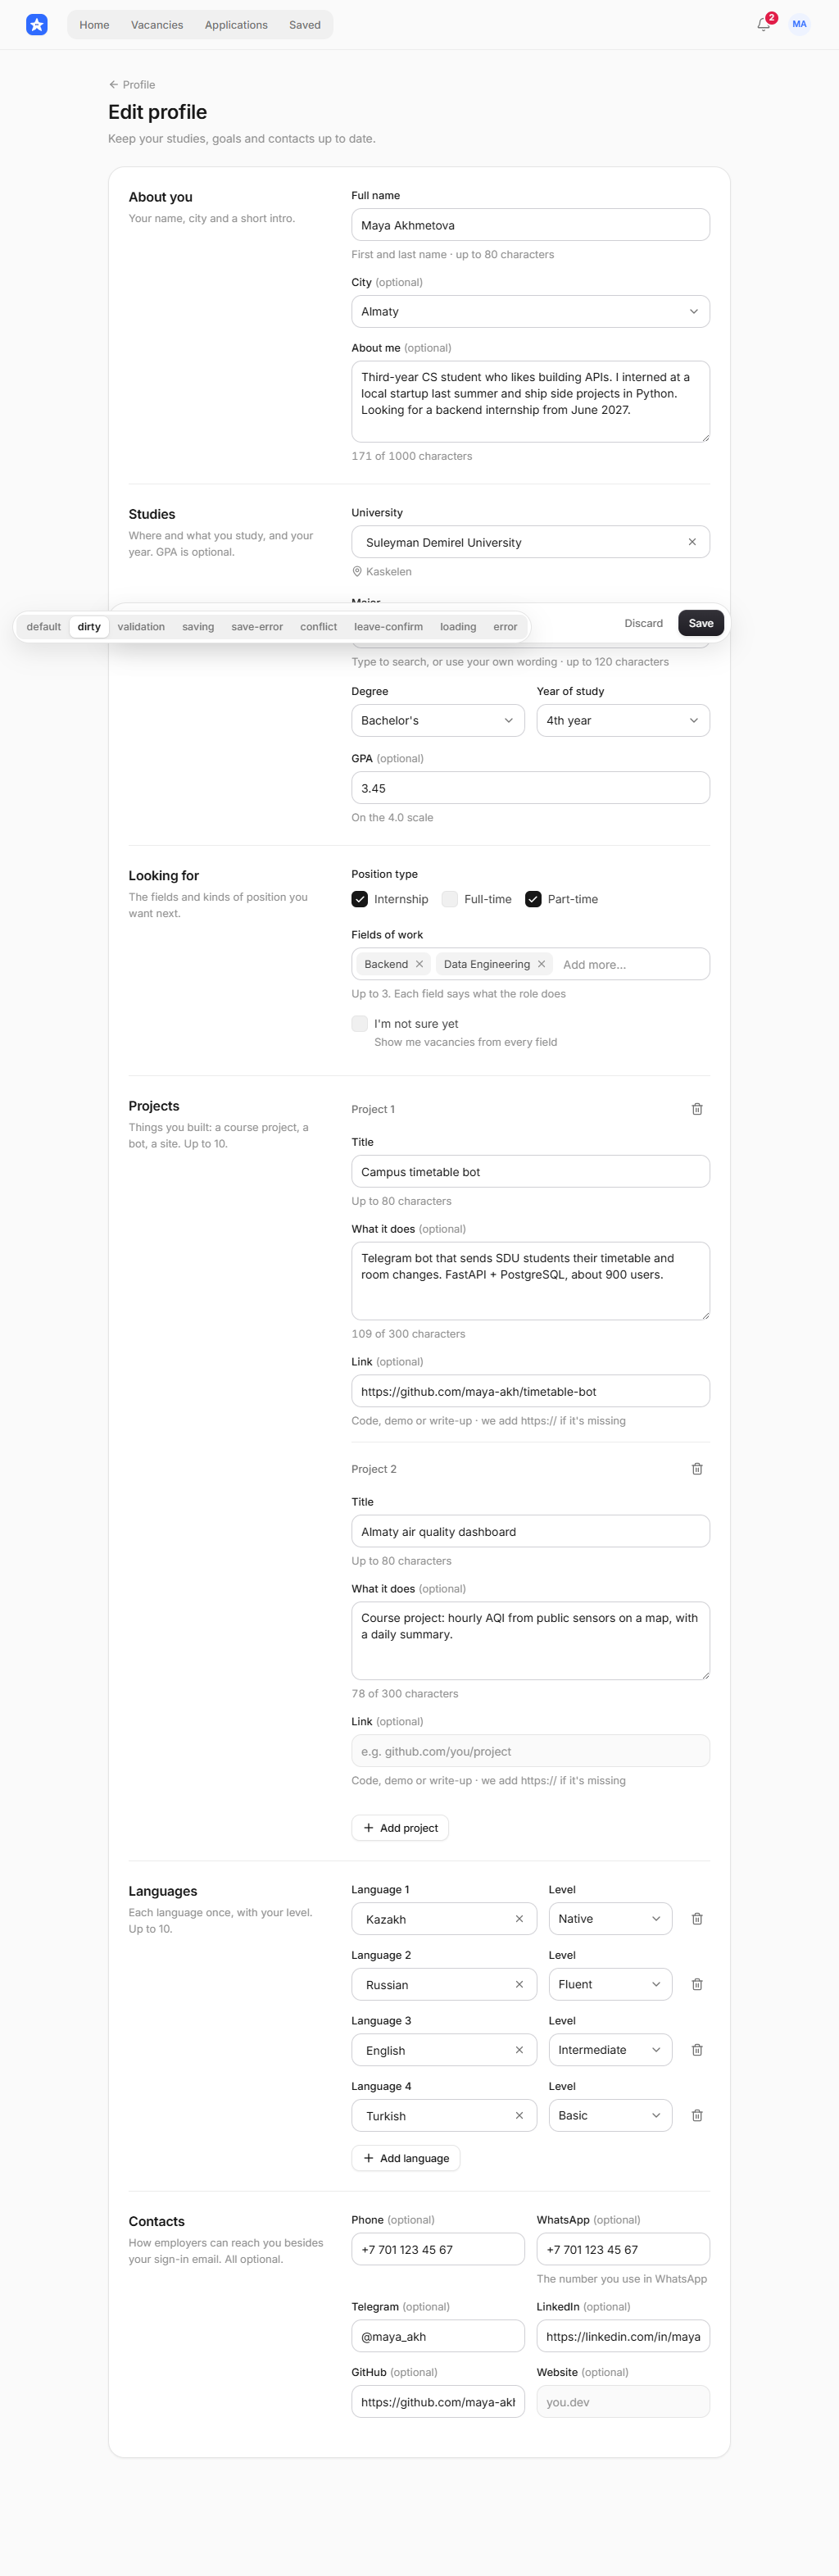 Home Vacancies Applications Saved
2
MA
Profile
Edit profile
Keep your studies, goals and contacts up to date.
About you
Your name, city and a short intro.
Full name
Maya Akhmetova
First and last name · up to 80 characters
City (optional)
Almaty
About me (optional)
Third-year CS student who likes building APIs. I interned at a
local startup last summer and ship side projects in Python.
Looking for a backend internship from June 2027.
171 of 1000 characters
Studies
Where and what you study, and your
year. GPA is optional.
University
Suleyman Demirel University
Kaskelen
Major
default dirty validation saving save-error conflict leave-confirm loading error
Discard Save
Type to search, or use your own wording · up to 120 characters
Degree
Bachelor's
Year of study
4th year
GPA (optional)
3.45
On the 4.0 scale
Looking for
The fields and kinds of position you
want next.
Position type
Internship Full-time Part-time
Fields of work
Backend Data Engineering Add more...
Up to 3. Each field says what the role does
I'm not sure yet
Show me vacancies from every field
Projects
Things you built: a course project, a
bot, a site. Up to 10.
Project 1
Title
Campus timetable bot
Up to 80 characters
What it does (optional)
Telegram bot that sends SDU students their timetable and
room changes. FastAPI + PostgreSQL, about 900 users.
109 of 300 characters
Link (optional)
https://github.com/maya-akh/timetable-bot
Code, demo or write-up · we add https:// if it's missing
Project 2
Title
Almaty air quality dashboard
Up to 80 characters
What it does (optional)
Course project: hourly AQI from public sensors on a map, with
a daily summary.
78 of 300 characters
Link (optional)
e.g. github.com/you/project
Code, demo or write-up · we add https:// if it's missing
Add project
Languages
Each language once, with your level.
Up to 10.
Language 1 Level
Kazakh Native
Language 2 Level
Russian Fluent
Language 3 Level
English Intermediate
Language 4 Level
Turkish Basic
Add language
Contacts
How employers can reach you besides
your sign-in email. All optional.
Phone (optional)
+7 701 123 45 67
WhatsApp (optional)
+7 701 123 45 67
The number you use in WhatsApp
Telegram (optional)
@maya_akh
LinkedIn (optional)
https://linkedin.com/in/maya
GitHub (optional)
https://github.com/maya-akh
Website (optional)
you.dev